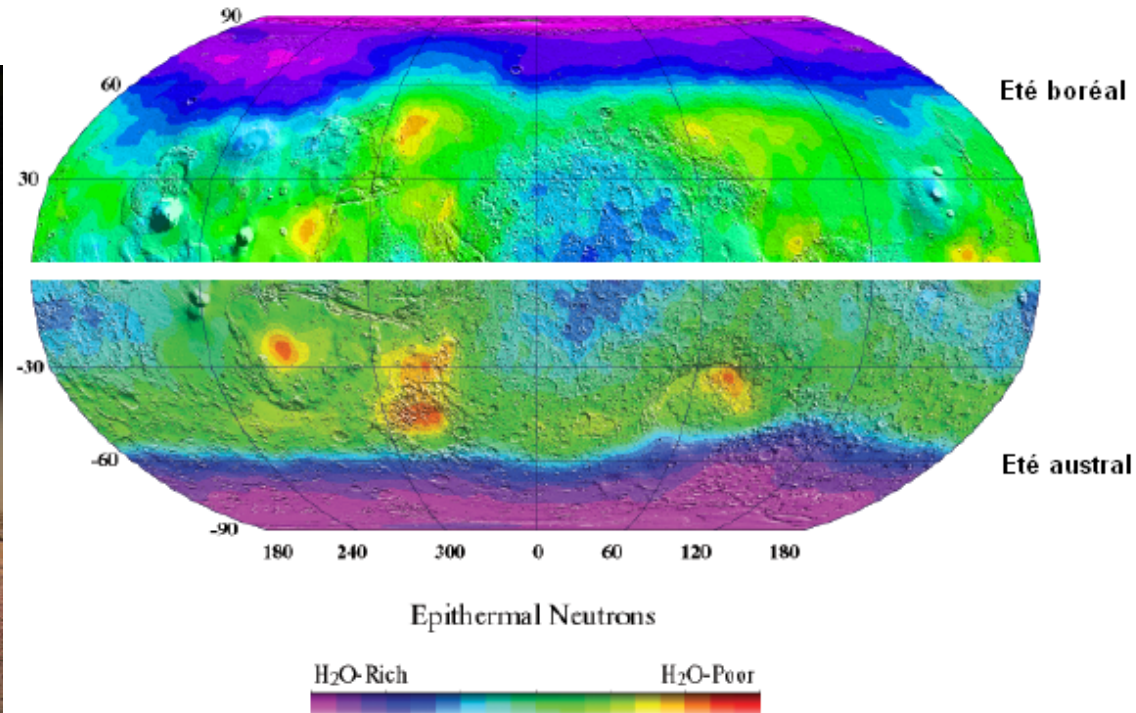 90
60
Eté boréal
30
-30
-60
Eté austral
-90
180 240 300 0 60 120 180
Epithermal Neutrons
H2O-Rich H2O-Poor